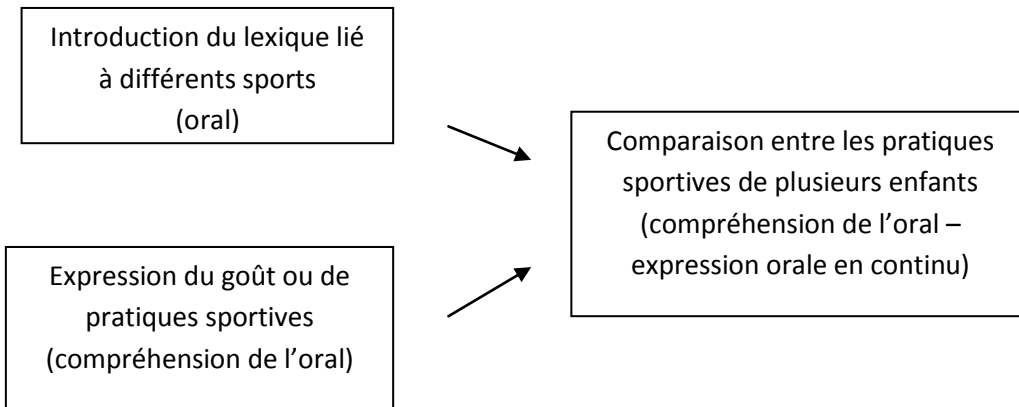 Introduction du lexique lié
à différents sports
(oral)
Expression du goût ou de
pratiques sportives
(compréhension de l’oral)
Comparaison entre les pratiques
sportives de plusieurs enfants
(compréhension de l’oral –
expression orale en continu)